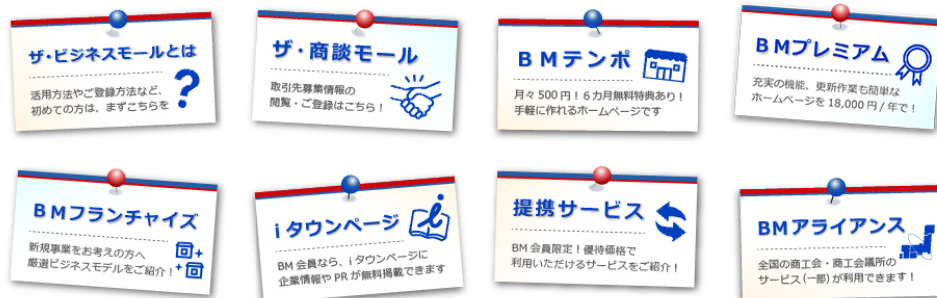 ザ・ビジネスモールとは
活用方法やご登録方法など、
初めての方は、まずこちらを
ザ・商談モール
取引先募集情報の
閲覧・ご登録はこちら！
BMテンポ
月々500円！6カ月無料特典あり！
手軽に作れるホームページです
BMプレミアム
充実の機能、更新作業も簡単な
ホームページを18,000円/年で！
BMフランチャイズ
新規事業をお考えの方へ
厳選ビジネスモデルをご紹介！
iタウンページ
BM会員なら、iタウンページに
企業情報やPRが無料掲載できます
提携サービス
BM会員限定！優待価格で
利用いただけるサービスをご紹介！
BMアライアンス
全国の商工会・商工会議所の
サービス(一部)が利用できます！